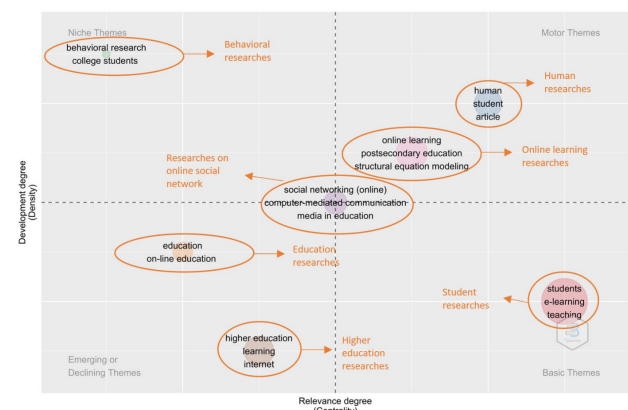 Niche Themes
Motor Themes
behavioral research
college students
Behavioral
researches
Human
researches
human
student
article
online learning
postsecondary education
structural equation modeling
Online learning
researches
Researches on
online social
network
social networking (online)
computer-mediated communication
media in education
Development degree
(Density)
education
on-line education
Education
researches
Student
researches
students
e-learning
teaching
higher education
learning
internet
Higher
education
researches
Emerging or
Declining Themes
Basic Themes
Relevance degree
(Centrality)